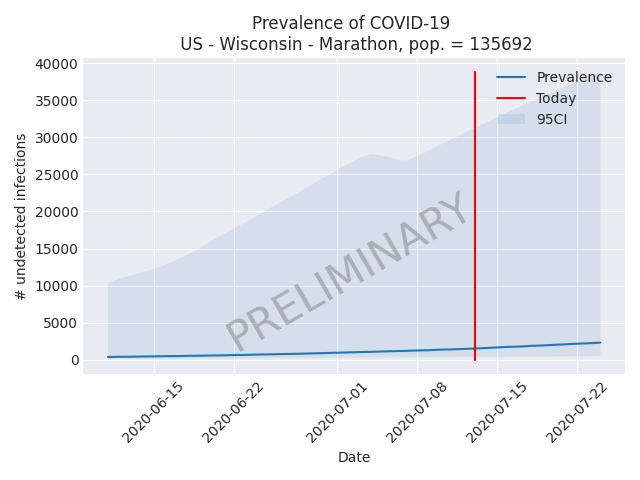 Prevalence of COVID-19
US - Wisconsin - Marathon, pop. = 135692
40000
35000
30000
25000
20000
15000
10000
5000
0
# undetected infections
Prevalence
Today
95CI
PRELIMINARY
2020-06-15
2020-06-22
2020-07-01
2020-07-08
2020-07-15
2020-07-22
Date